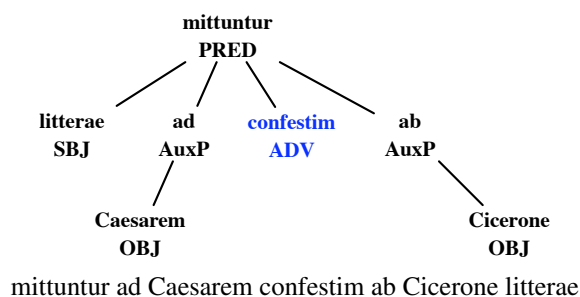 mittuntur
PRED
litterae ad confestim ab
SBJ AuxP ADV AuxP
Caesarem Cicerone
OBJ OBJ
mittuntur ad Caesarem confestim ab Cicerone litterae